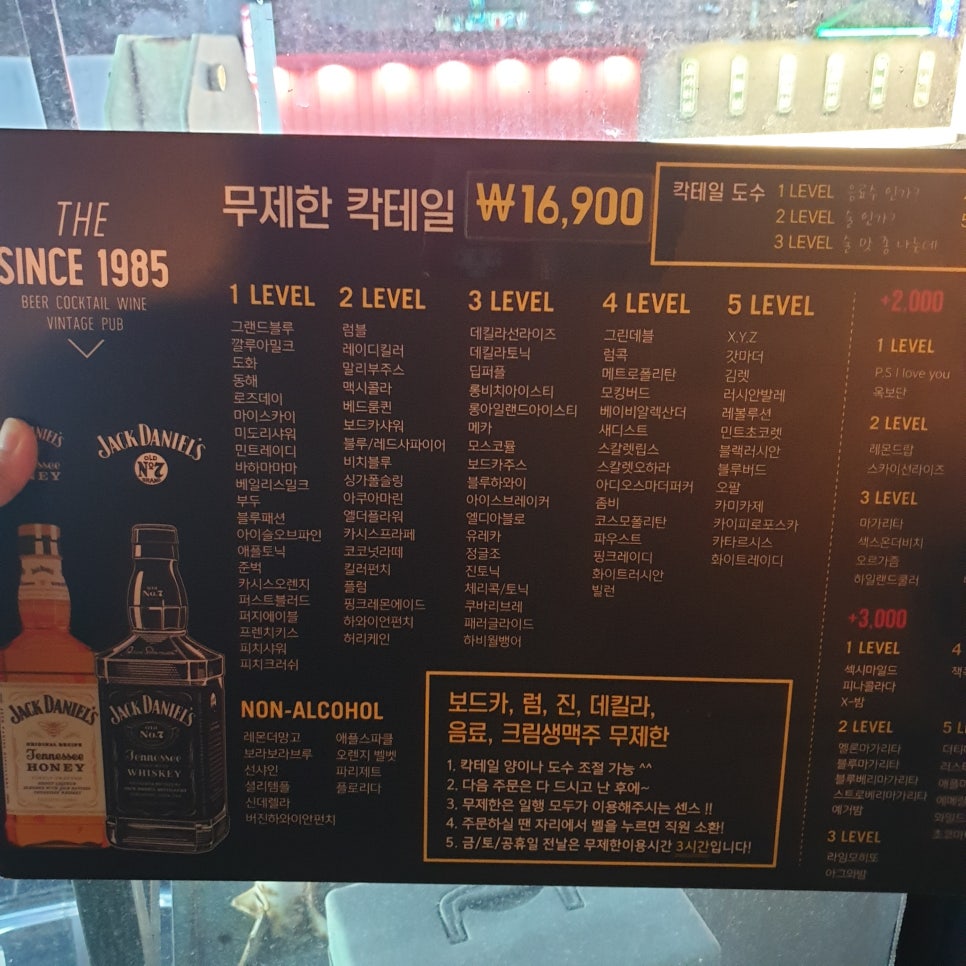 THE
SINCE 1985
BEER COCKTAIL WINE
VINTAGE PUB
JACK DANIEL'S
OLD
No.7
BRAND
무제한 칵테일 ₩16,900
칵테일 도수 1 LEVEL 음료수 인가?
2 LEVEL 술 인가?
3 LEVEL 술 맛 좀 나는데
1 LEVEL
그랜드블루
깔루아밀크
도화
동해
로즈데이
마이스카이
미도리샤워
민트레이디
바하마마마
베일리스밀크
부두
블루패션
아이술오브파인
애플토닉
준벅
카시스오렌지
퍼스트블러드
퍼지에이블
프렌치키스
피치샤워
피치크러쉬
2 LEVEL
럼블
레이디킬러
말리부주스
맥시콜라
베드룸퀸
보드카샤워
블루/레드사파이어
비치블루
싱가폴슬링
아쿠아마린
엘더플라워
카시스프라페
코코넛라떼
킬러펀치
플럼
핑크레몬에이드
하와이언펀치
허리케인
3 LEVEL
데킬라선라이즈
데킬라토닉
딥퍼플
롱비치아이스티
롱아일랜드아이스티
메카
모스코뮬
보드카주스
블루하와이
아이스브레이커
엘디아블로
유레카
정글조
진토닉
체리콕/토닉
쿠바리브레
패러글라이드
하비월뱅어
4 LEVEL
그린데블
럼콕
메트로폴리탄
모킹버드
베이비알렉산더
새디스트
스칼렛립스
스칼렛오하라
아디오스마더퍼커
좀비
코스모폴리탄
파우스트
핑크레이디
화이트러시안
빌런
5 LEVEL
X.Y.Z
갓마더
김렛
러시안발레
레볼루션
민트초코렛
블랙러시안
블루버드
오팔
카미카제
카이피로포스카
카타르시스
화이트레이디
+2,000
1 LEVEL
P.S I love you
옥보단
2 LEVEL
레몬드랍
스카이선라이즈
3 LEVEL
마가리타
섹스온더비치
오르가즘
하일랜드쿨러
+3,000
1 LEVEL
섹시마일드
피나콜라다
X-밤
2 LEVEL
멜론마가리타
블루마가리타
블루베리마가리타
스트로베리마가리타
예거밤
3 LEVEL
라임모히또
아그와밤
NON-ALCOHOL
레몬더망고
보라보라브루
선샤인
셜리템플
신데렐라
버진하와이안펀치
애플스파클
오렌지 벨벳
파리제트
플로리다
보드카, 럼, 진, 데킬라,
음료, 크림생맥주 무제한
1. 칵테일 양이나 도수 조절 가능 ^^
2. 다음 주문은 다 드시고 난 후에~
3. 무제한은 일행 모두가 이용해주시는 센스 !!
4. 주문하실 땐 자리에서 벨을 누르면 직원 소환!
5. 금/토/공휴일 전날은 무제한이용시간 3시간입니다!
JACK DANIEL'S
Tennessee
HONEY
JACK DANIEL'S
OLD
No.7
Tennessee
WHISKEY